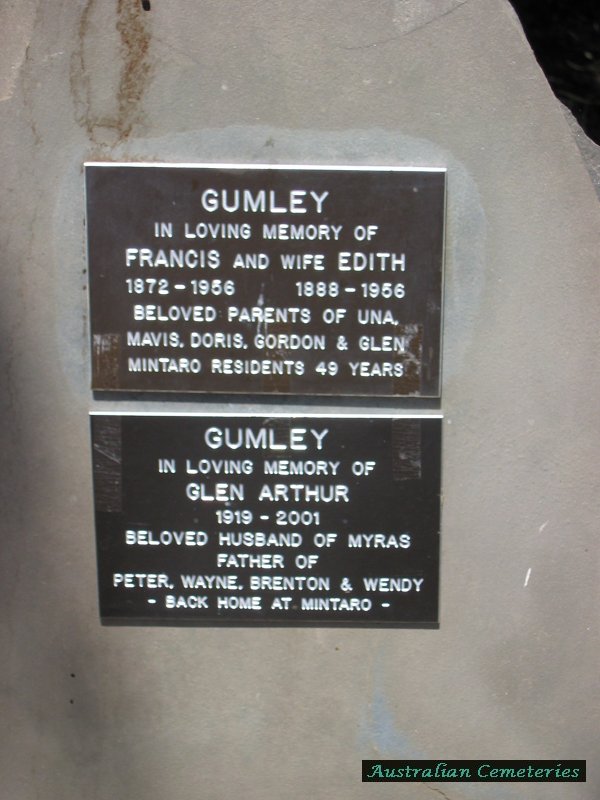 GUMLEY
IN LOVING MEMORY OF
FRANCIS AND WIFE EDITH
1872 - 1956 1888 - 1956
BELOVED PARENTS OF UNA,
MAVIS, DORIS, GORDON & GLEN
MINTARO RESIDENTS 49 YEARS
GUMLEY
IN LOVING MEMORY OF
GLEN ARTHUR
1919 - 2001
BELOVED HUSBAND OF MYRAS
FATHER OF
PETER, WAYNE, BRENTON & WENDY
- BACK HOME AT MINTARO -
Australian Cemeteries